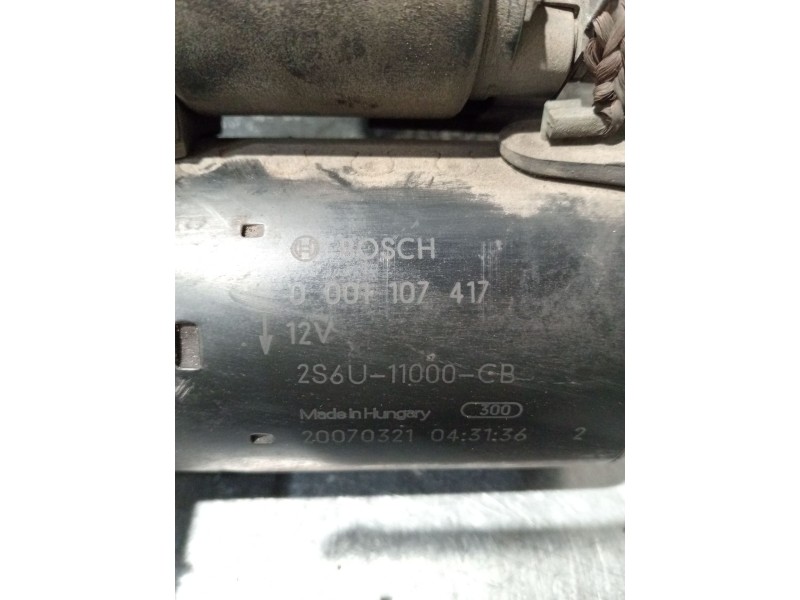 BOSCH
0 001 107 417
12V
2S6U-11000-CB
Made in Hungary 300
20070321 04:31:36 2